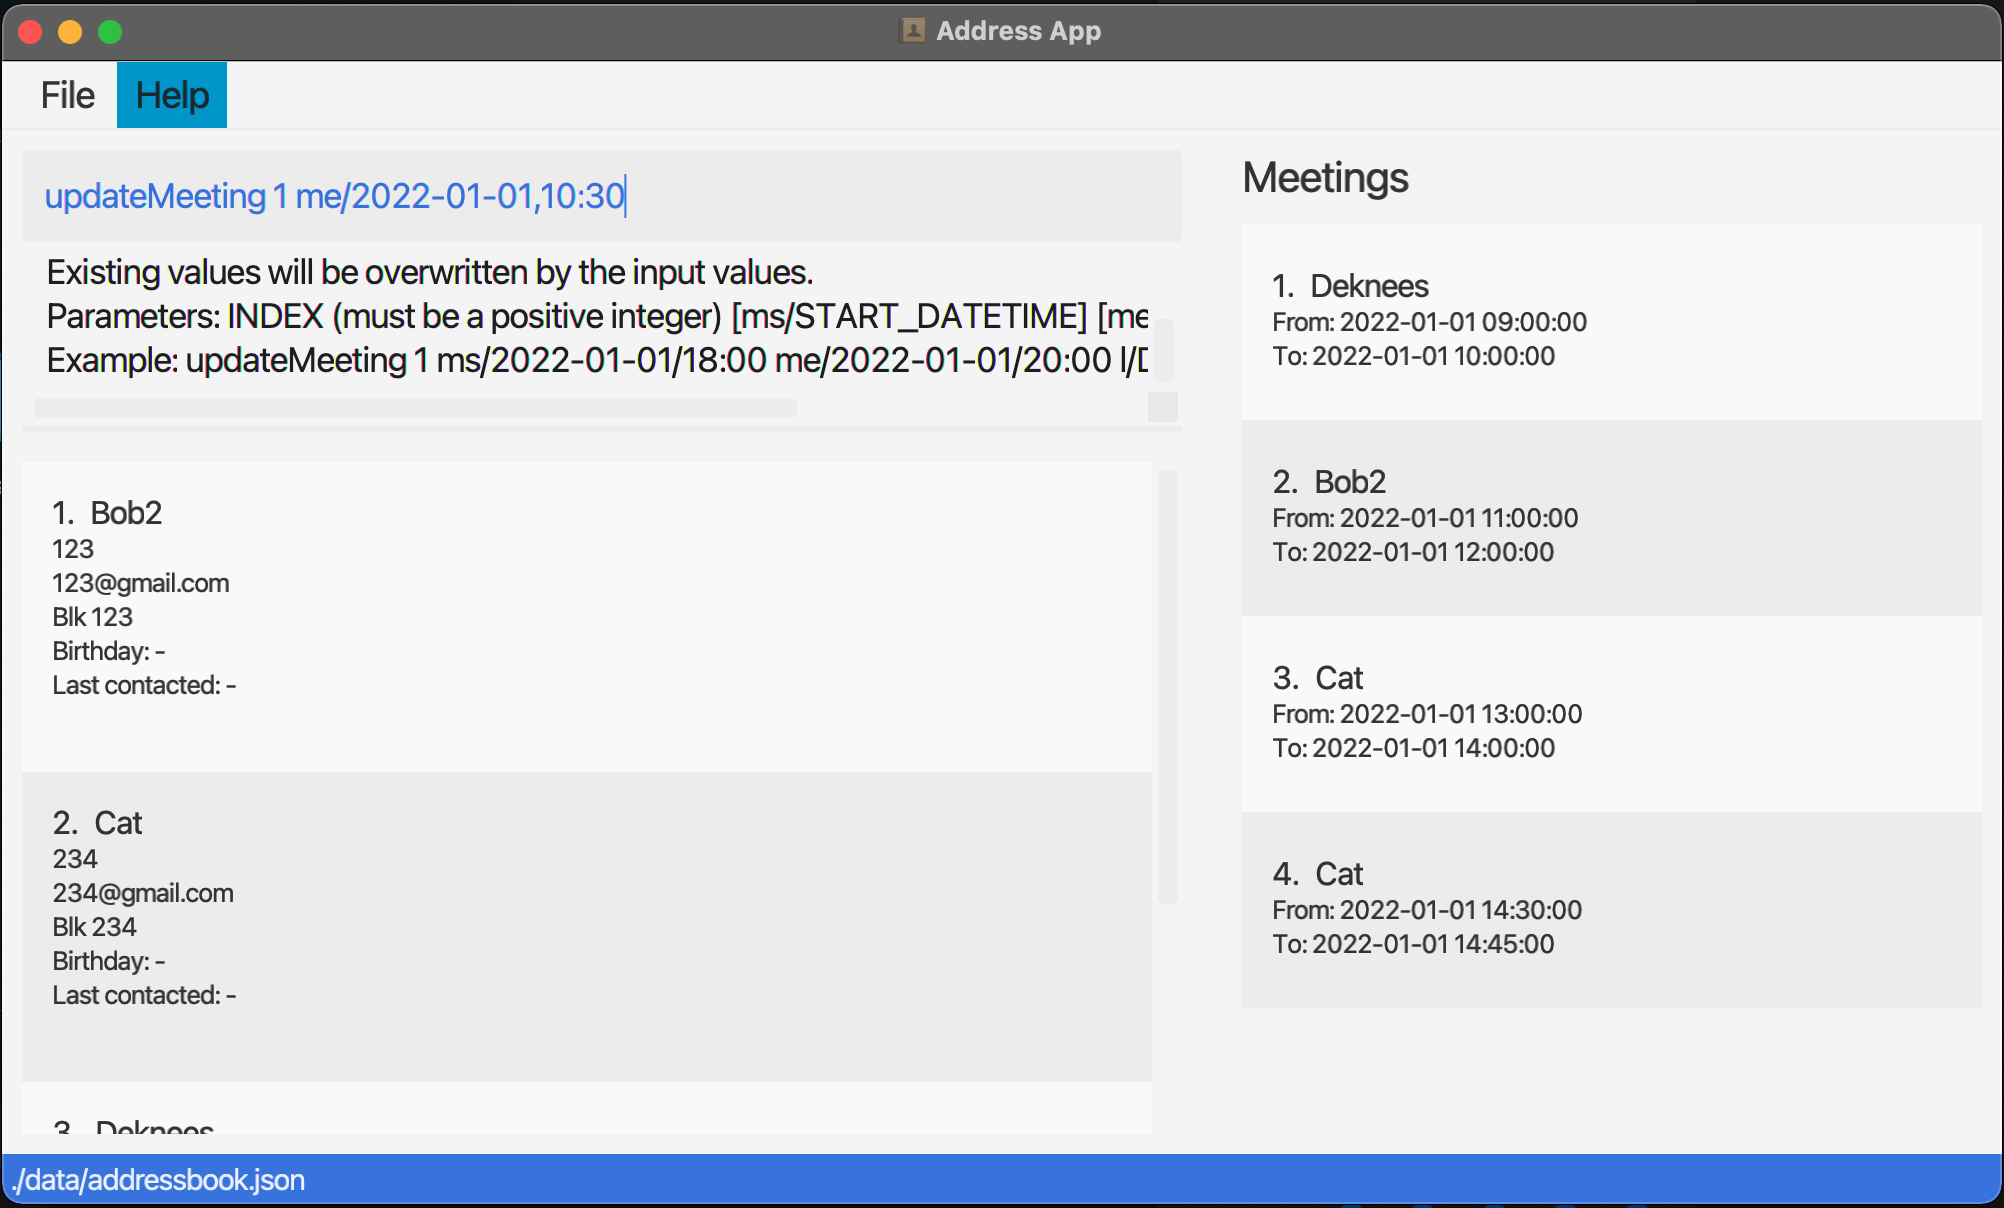 Address App
File Help
updateMeeting 1 me/2022-01-01,10:30
Existing values will be overwritten by the input values.
Parameters: INDEX (must be a positive integer) [ms/START_DATETIME] [me
Example: updateMeeting 1 ms/2022-01-01/18:00 me/2022-01-01/20:00 l/D
1. Bob2
123
123@gmail.com
Blk 123
Birthday: -
Last contacted: -
2. Cat
234
234@gmail.com
Blk 234
Birthday: -
Last contacted: -
3. Deknees
Meetings
1. Deknees
From: 2022-01-01 09:00:00
To: 2022-01-01 10:00:00
2. Bob2
From: 2022-01-01 11:00:00
To: 2022-01-01 12:00:00
3. Cat
From: 2022-01-01 13:00:00
To: 2022-01-01 14:00:00
4. Cat
From: 2022-01-01 14:30:00
To: 2022-01-01 14:45:00
./data/addressbook.json